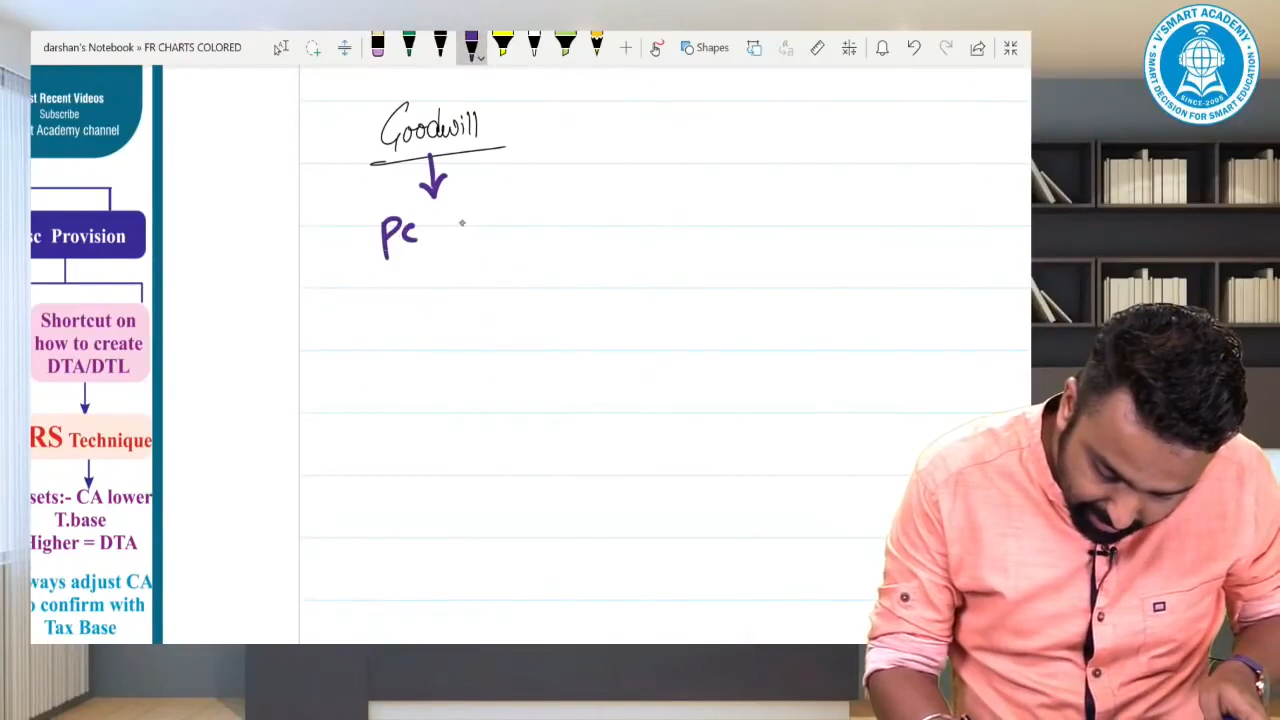 darshan's Notebook » FR CHARTS COLORED
Shapes
V'SMART ACADEMY
SMART DECISION FOR SMART EDUCATION
SINCE-2005
st Recent Videos
Subscribe
t Academy channel
sc Provision
Shortcut on
how to create
DTA/DTL
RS Technique
sets:- CA lower
T.base
Higher = DTA
ways adjust CA
o confirm with
Tax Base
Goodwill
PC